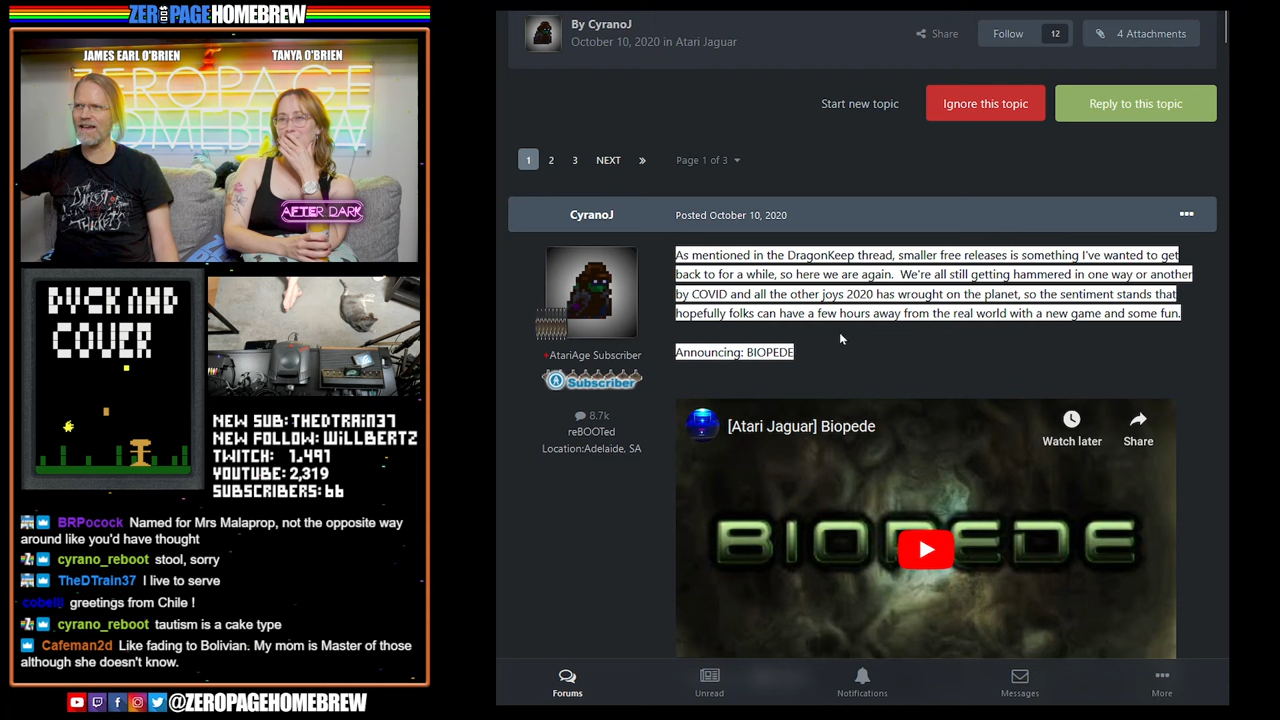 ZEROPAGEHOMEBREW
JAMES EARL O'BRIEN
TANYA O'BRIEN
AFTER DARK
DUCK AND
COVER
NEW SUB: THEDTRAIN37
NEW FOLLOW: WILLBERTZ
TWITCH: 1,491
YOUTUBE: 2,319
SUBSCRIBERS: 66
BRPocock Named for Mrs Malaprop, not the opposite way
around like you'd have thought
cyrano_reboot stool, sorry
TheDTrain37 I live to serve
greetings from Chile !
cyrano_reboot tautism is a cake type
Cafeman2d Like fading to Bolivian. My mom is Master of those
although she doesn't know.
@ZEROPAGEHOMEBREW
By CyranoJ
October 10, 2020 in Atari Jaguar
Share
Follow 12
4 Attachments
Start new topic
Ignore this topic
Reply to this topic
1 2 3 NEXT » Page 1 of 3
CyranoJ
Posted October 10, 2020
+AtariAge Subscriber
Subscriber
8.7k
reBOOTed
Location:Adelaide, SA
As mentioned in the DragonKeep thread, smaller free releases is something I've wanted to get
back to for a while, so here we are again. We're all still getting hammered in one way or another
by COVID and all the other joys 2020 has wrought on the planet, so the sentiment stands that
hopefully folks can have a few hours away from the real world with a new game and some fun.
Announcing: BIOPEDE
[Atari Jaguar] Biopede
Watch later
Share
BIOPEDE
Forums
Unread
Notifications
Messages
More